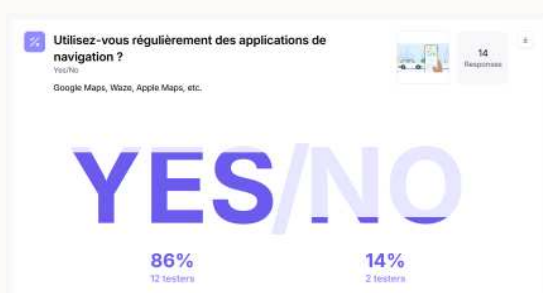 Utilisez-vous régulièrement des applications de
navigation ?
Yes/No
Google Maps, Waze, Apple Maps, etc.
14
Responses
YES/NO
86%
12 testers
14%
2 testers